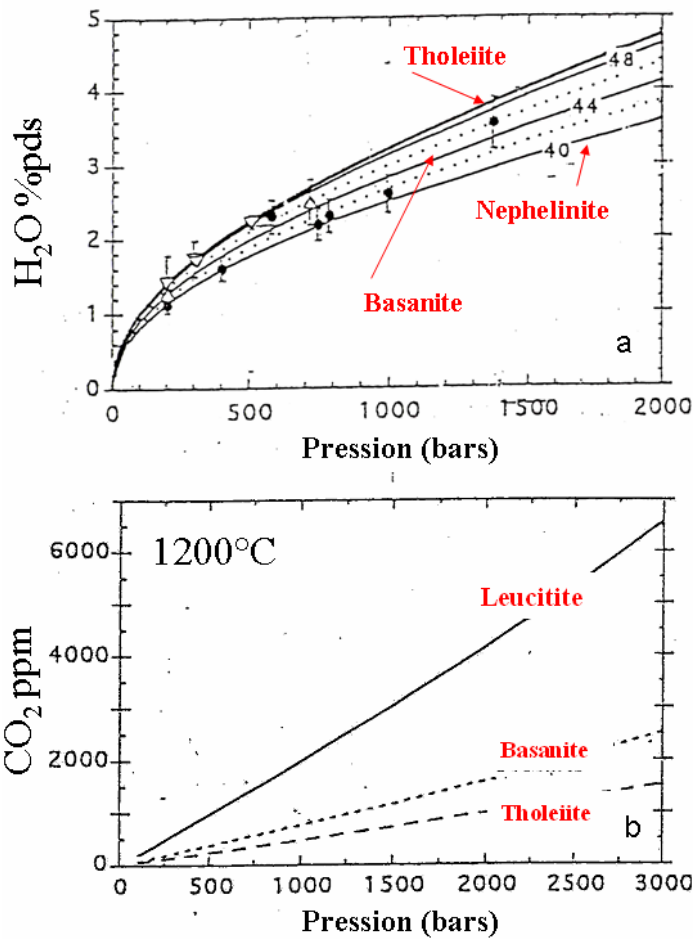 5
4
3
2
1
0
H₂O %pds
Tholeiite
48
44
40
Nephelinite
Basanite
a
0
500
1000
1500
2000
Pression (bars)
6000
4000
2000
0
CO₂ ppm
1200°C
Leucitite
Basanite
Tholeiite
b
0
500
1000
1500
2000
2500
3000
Pression (bars)